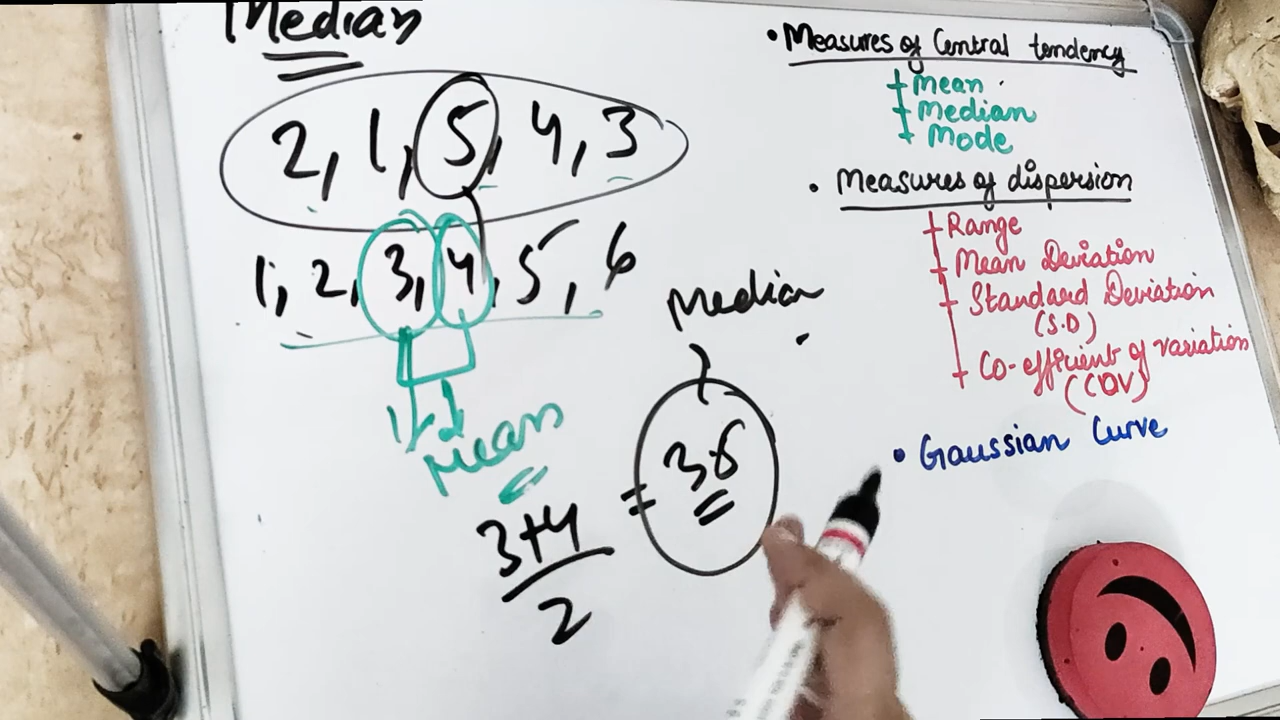 Median
2, 1, 5, 4, 3
1, 2, 3, 4, 5, 6
Mean
3+4
2
= 3.5
Median
• Measures of Central tendency
Mean
Median
Mode
• Measures of dispersion
Range
Mean Deviation
Standard Deviation
(S.D)
Co-efficient of variation
(COV)
• Gaussian Curve